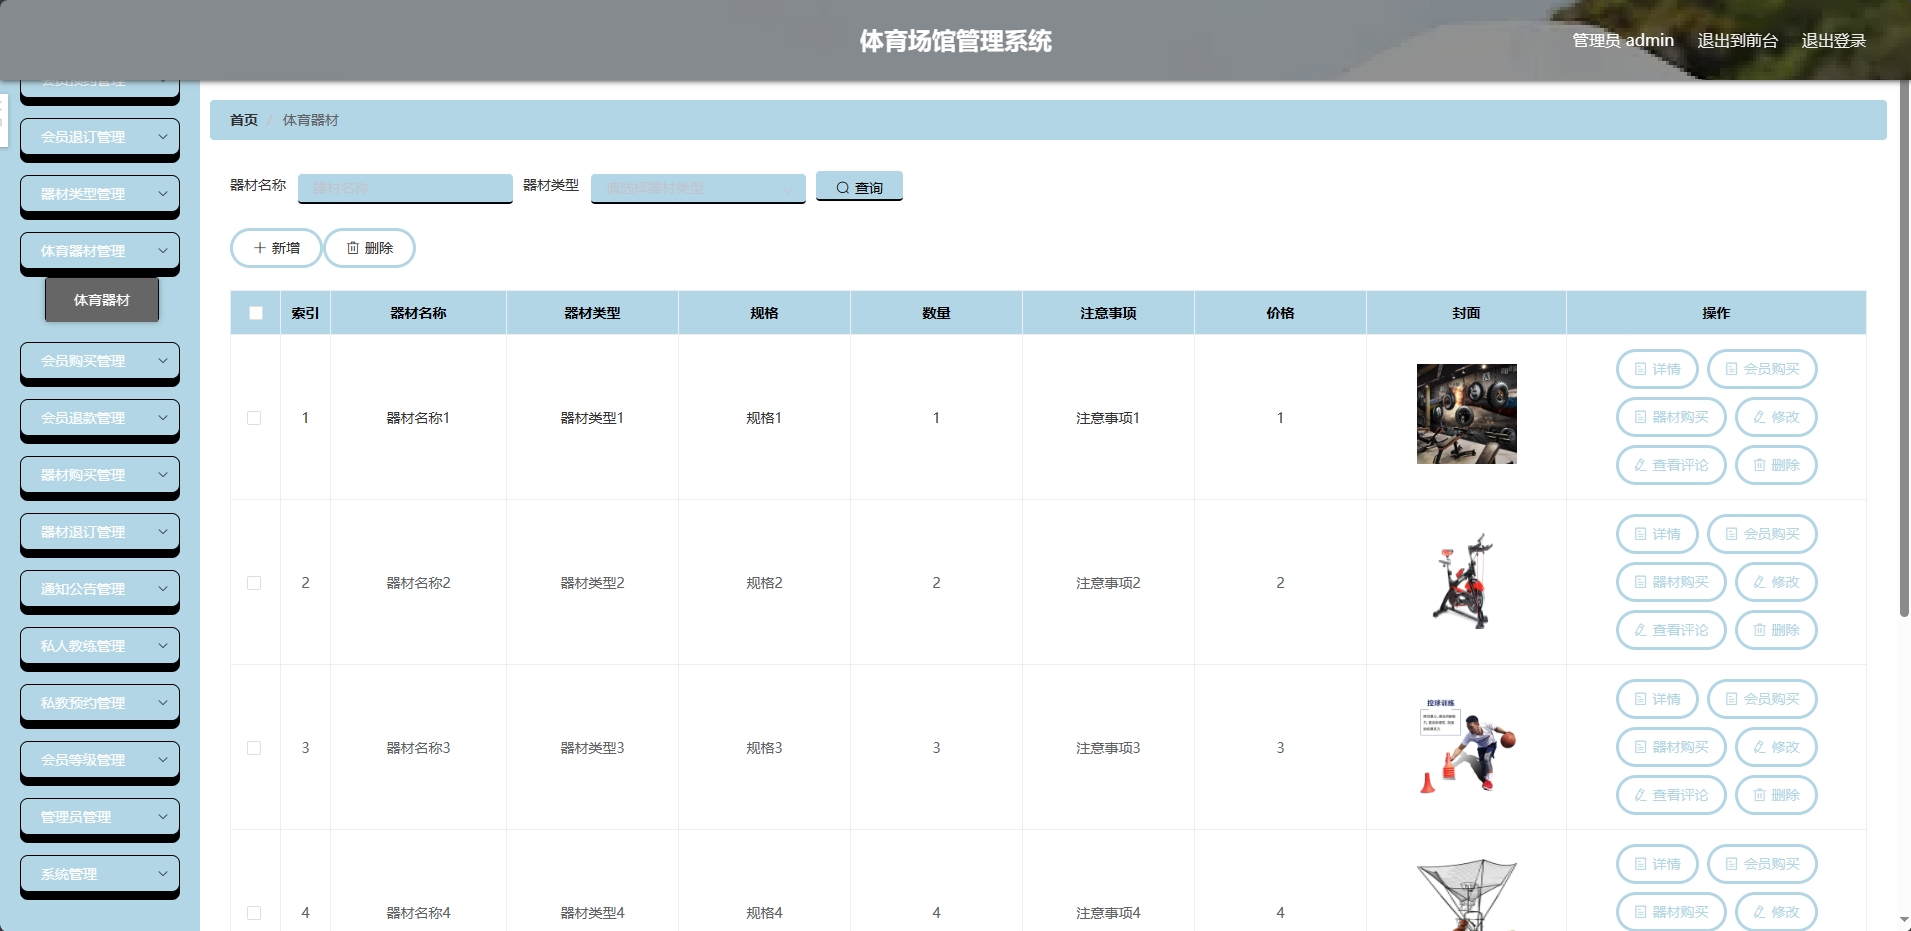 体育场馆管理系统
管理员 admin 退出到前台 退出登录
会员退订管理
器材类型管理
体育器材管理
体育器材
会员购买管理
会员退款管理
器材购买管理
器材退订管理
通知公告管理
私人教练管理
私教预约管理
会员等级管理
管理员管理
系统管理
首页 / 体育器材
器材名称 器材名称 器材类型 请选择器材类型 查询
新增 删除
索引 器材名称 器材类型 规格 数量 注意事项 价格 封面 操作
1 器材名称1 器材类型1 规格1 1 注意事项1 1
详情 会员购买
器材购买 修改
查看评论 删除
2 器材名称2 器材类型2 规格2 2 注意事项2 2
详情 会员购买
器材购买 修改
查看评论 删除
3 器材名称3 器材类型3 规格3 3 注意事项3 3
控球训练
详情 会员购买
器材购买 修改
查看评论 删除
4 器材名称4 器材类型4 规格4 4 注意事项4 4
详情 会员购买
器材购买 修改